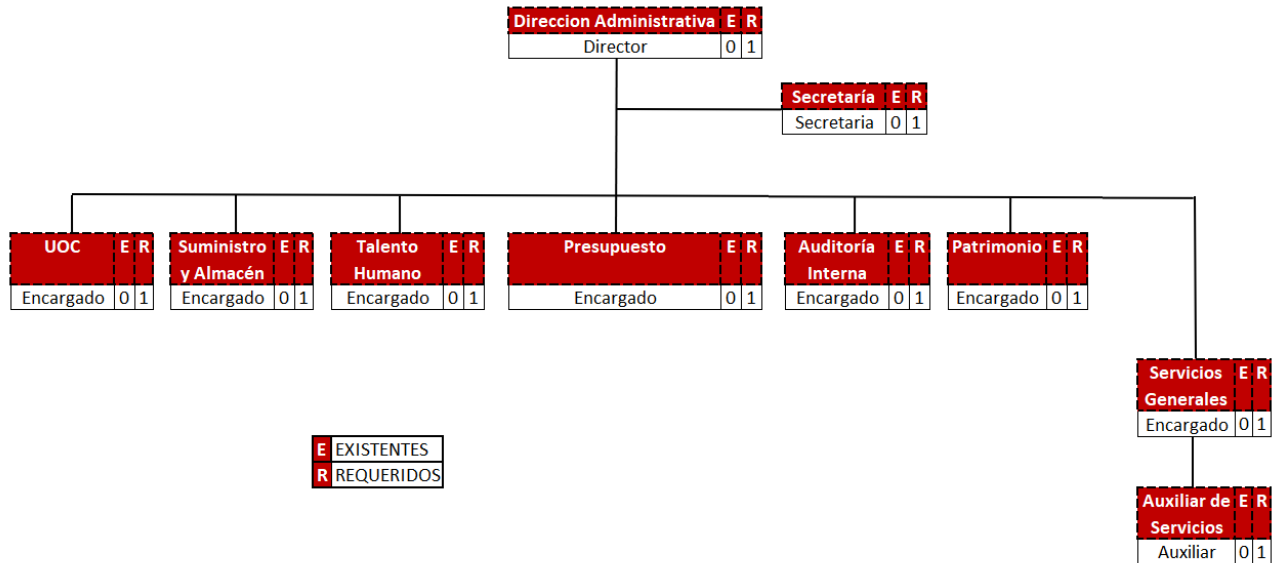 Direccion Administrativa E R
Director 0 1
Secretaría E R
Secretaria 0 1
UOC E R
Encargado 0 1
Suministro E R
y Almacén
Encargado 0 1
Talento E R
Humano
Encargado 0 1
Presupuesto E R
Encargado 0 1
Auditoría E R
Interna
Encargado 0 1
Patrimonio E R
Encargado 0 1
Servicios E R
Generales
Encargado 0 1
E EXISTENTES
R REQUERIDOS
Auxiliar de E R
Servicios
Auxiliar 0 1